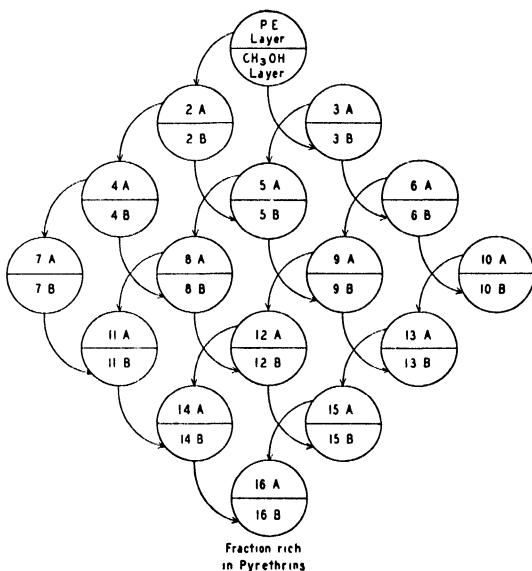 PE
Layer
CH₃OH
Layer
2 A
2 B
3 A
3 B
4 A
4 B
5 A
5 B
6 A
6 B
7 A
7 B
8 A
8 B
9 A
9 B
10 A
10 B
11 A
11 B
12 A
12 B
13 A
13 B
14 A
14 B
15 A
15 B
16 A
16 B
Fraction rich
in Pyrethrins